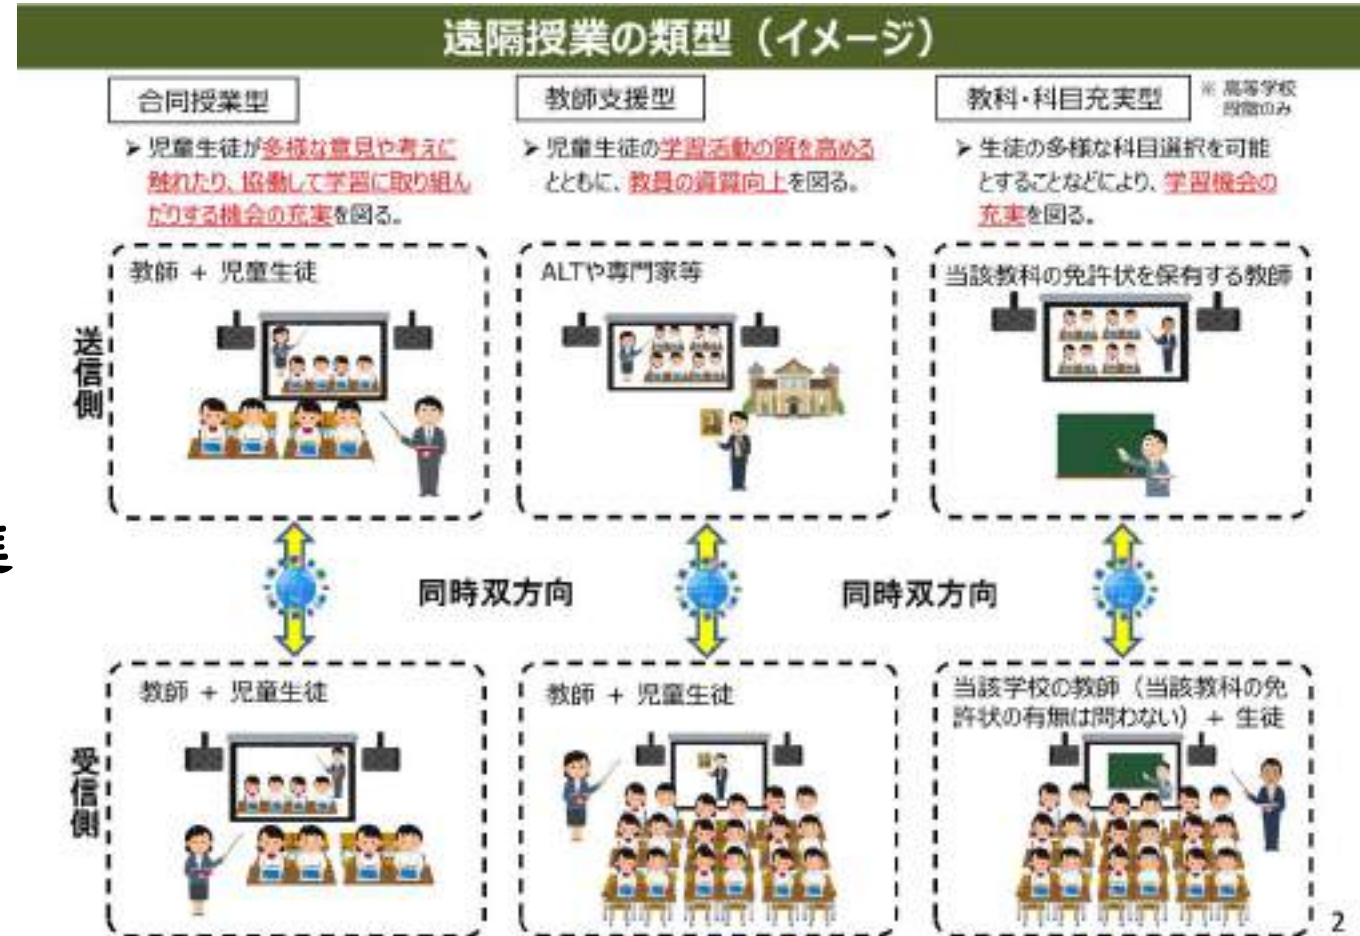 遠隔授業の類型（イメージ）
合同授業型
➢ 児童生徒が多様な意見や考えに
触れたり、協働して学習に取り組ん
だりする機会の充実を図る。
教師支援型
➢ 児童生徒の学習活動の質を高める
とともに、教員の資質向上を図る。
教科・科目充実型
※ 高等学校
段階のみ
➢ 生徒の多様な科目選択を可能
とすることなどにより、学習機会の
充実を図る。
送信側
教師 + 児童生徒
ALTや専門家等
当該教科の免許状を保有する教師
同時双方向
同時双方向
受信側
教師 + 児童生徒
教師 + 児童生徒
当該学校の教師（当該教科の免
許状の有無は問わない）+ 生徒
2